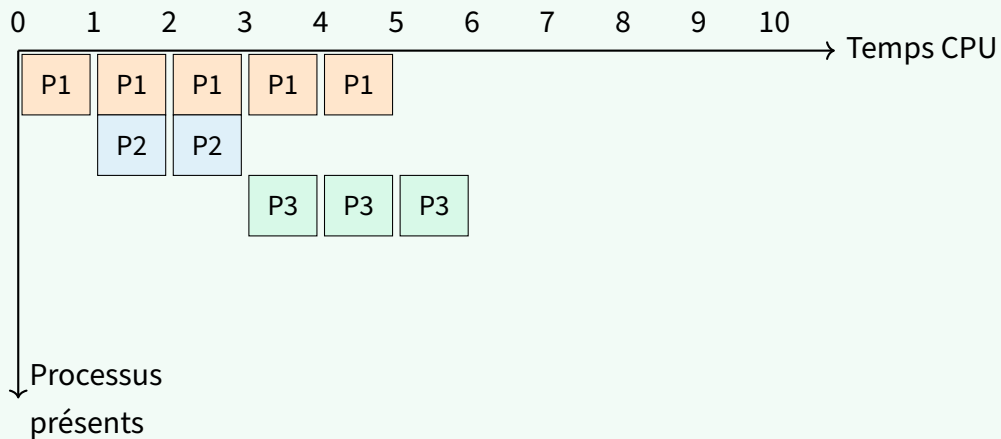 0 1 2 3 4 5 6 7 8 9 10
Temps CPU
P1 P1 P1 P1 P1
P2 P2
P3 P3 P3
Processus
présents